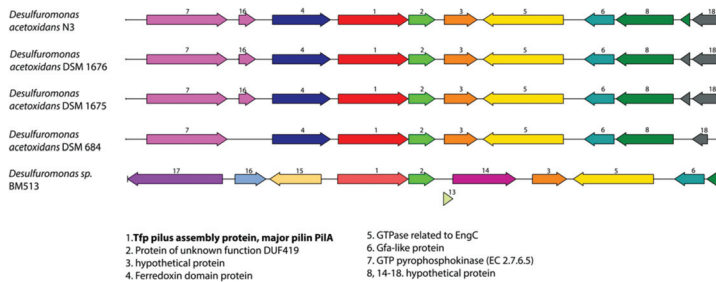 Desulfuromonas
acetoxidans N3
7 16 4 1 2 3 5 6 8 18
Desulfuromonas
acetoxidans DSM 1676
7 16 4 1 2 3 5 6 8 18
Desulfuromonas
acetoxidans DSM 1675
7 16 4 1 2 3 5 6 8 18
Desulfuromonas
acetoxidans DSM 684
7 4 1 2 3 5 6 8 18
Desulfuromonas sp.
BM513
17 16 15 1 2 14 3 5 6 8
13
1.Tfp pilus assembly protein, major pilin PilA
2. Protein of unknown function DUF419
3. hypothetical protein
4. Ferredoxin domain protein
5. GTPase related to EngC
6. Gfa-like protein
7. GTP pyrophosphokinase (EC 2.7.6.5)
8, 14-18. hypothetical protein